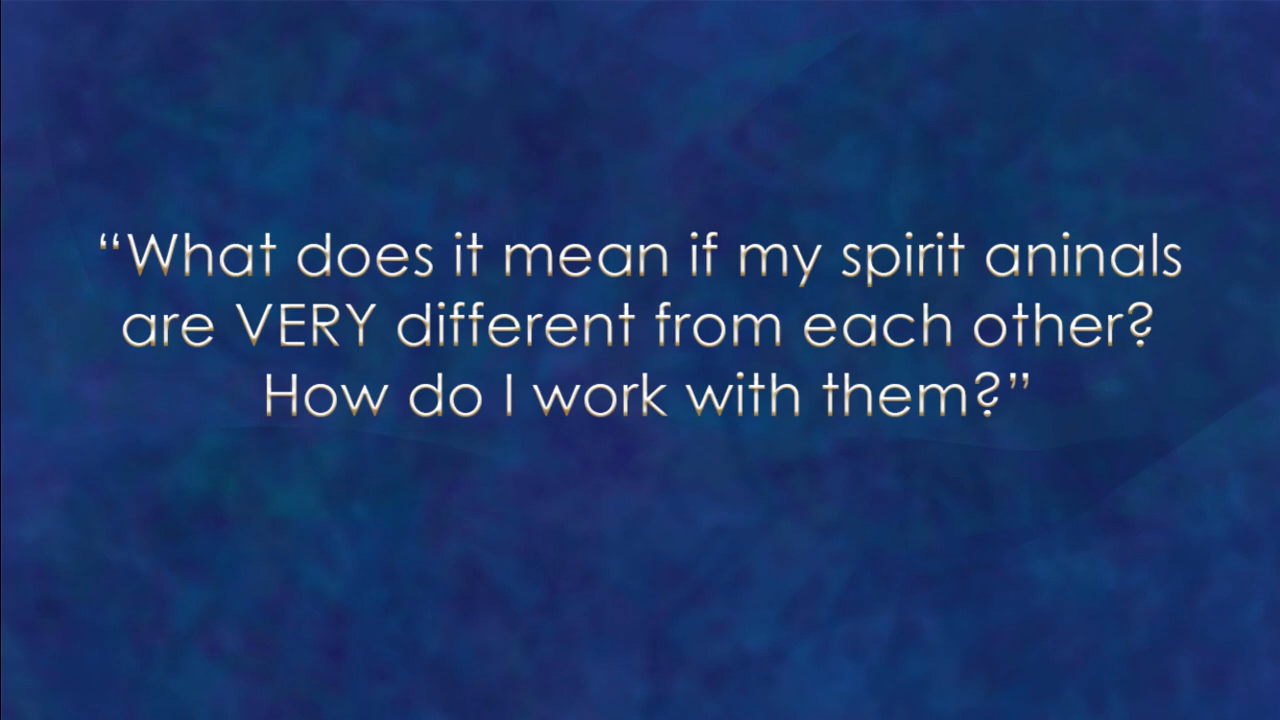 “What does it mean if my spirit aninals
are VERY different from each other?
How do I work with them?”